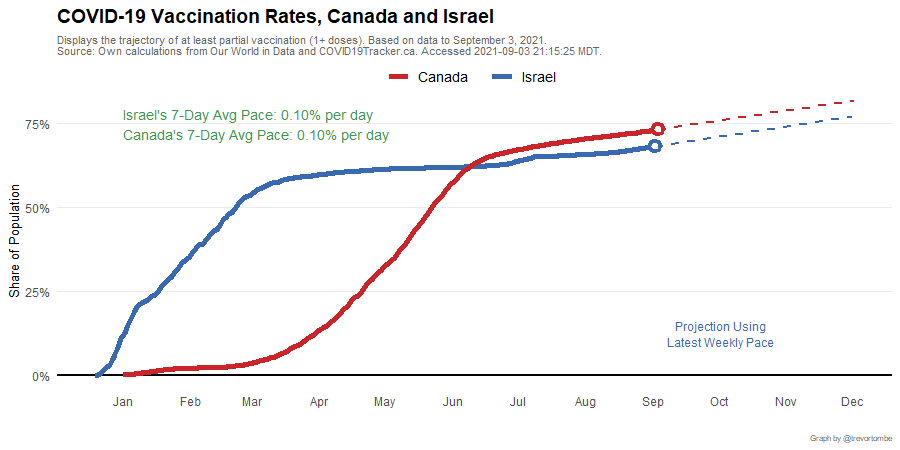 COVID-19 Vaccination Rates, Canada and Israel
Displays the trajectory of at least partial vaccination (1+ doses). Based on data to September 3, 2021.
Source: Own calculations from Our World in Data and COVID19Tracker.ca. Accessed 2021-09-03 21:15:25 MDT.
Canada Israel
Israel's 7-Day Avg Pace: 0.10% per day
Canada's 7-Day Avg Pace: 0.10% per day
75%
50%
25%
0%
Share of Population
Projection Using
Latest Weekly Pace
Jan Feb Mar Apr May Jun Jul Aug Sep Oct Nov Dec
Graph by @trevortombe